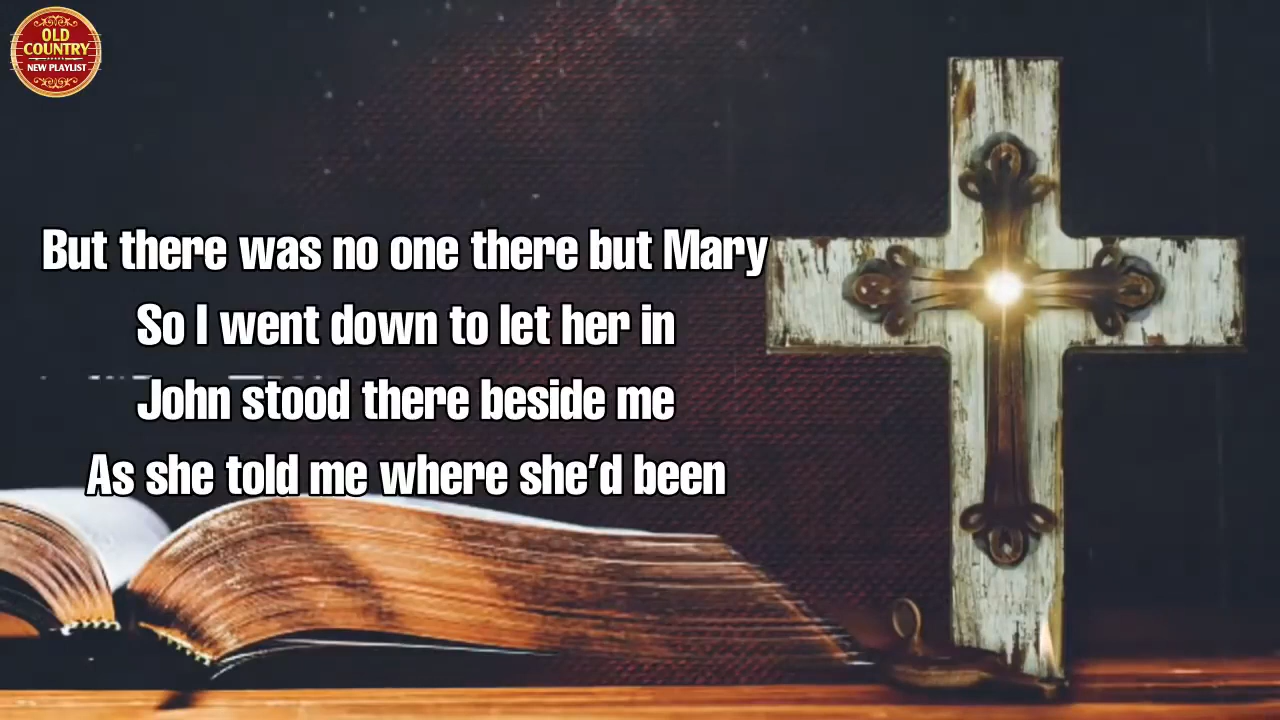 OLD
COUNTRY
NEW PLAYLIST
But there was no one there but Mary
So I went down to let her in
John stood there beside me
As she told me where she'd been